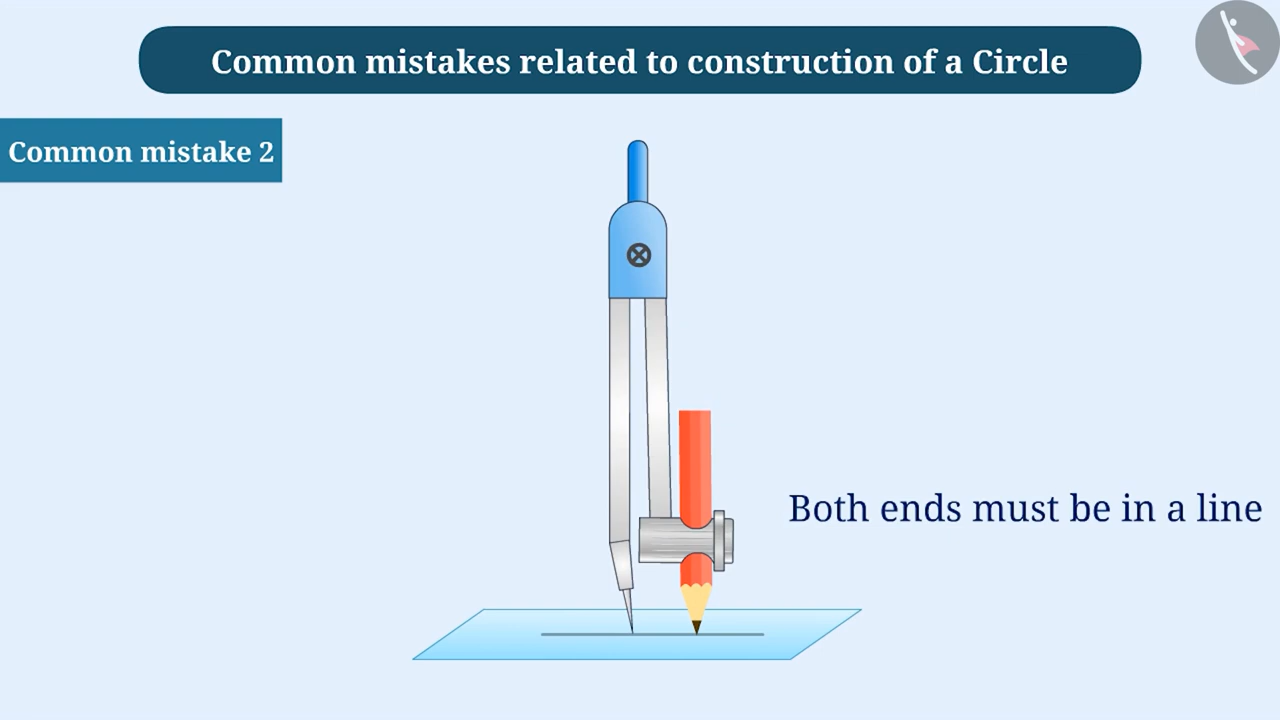 Common mistakes related to construction of a Circle
Common mistake 2
Both ends must be in a line